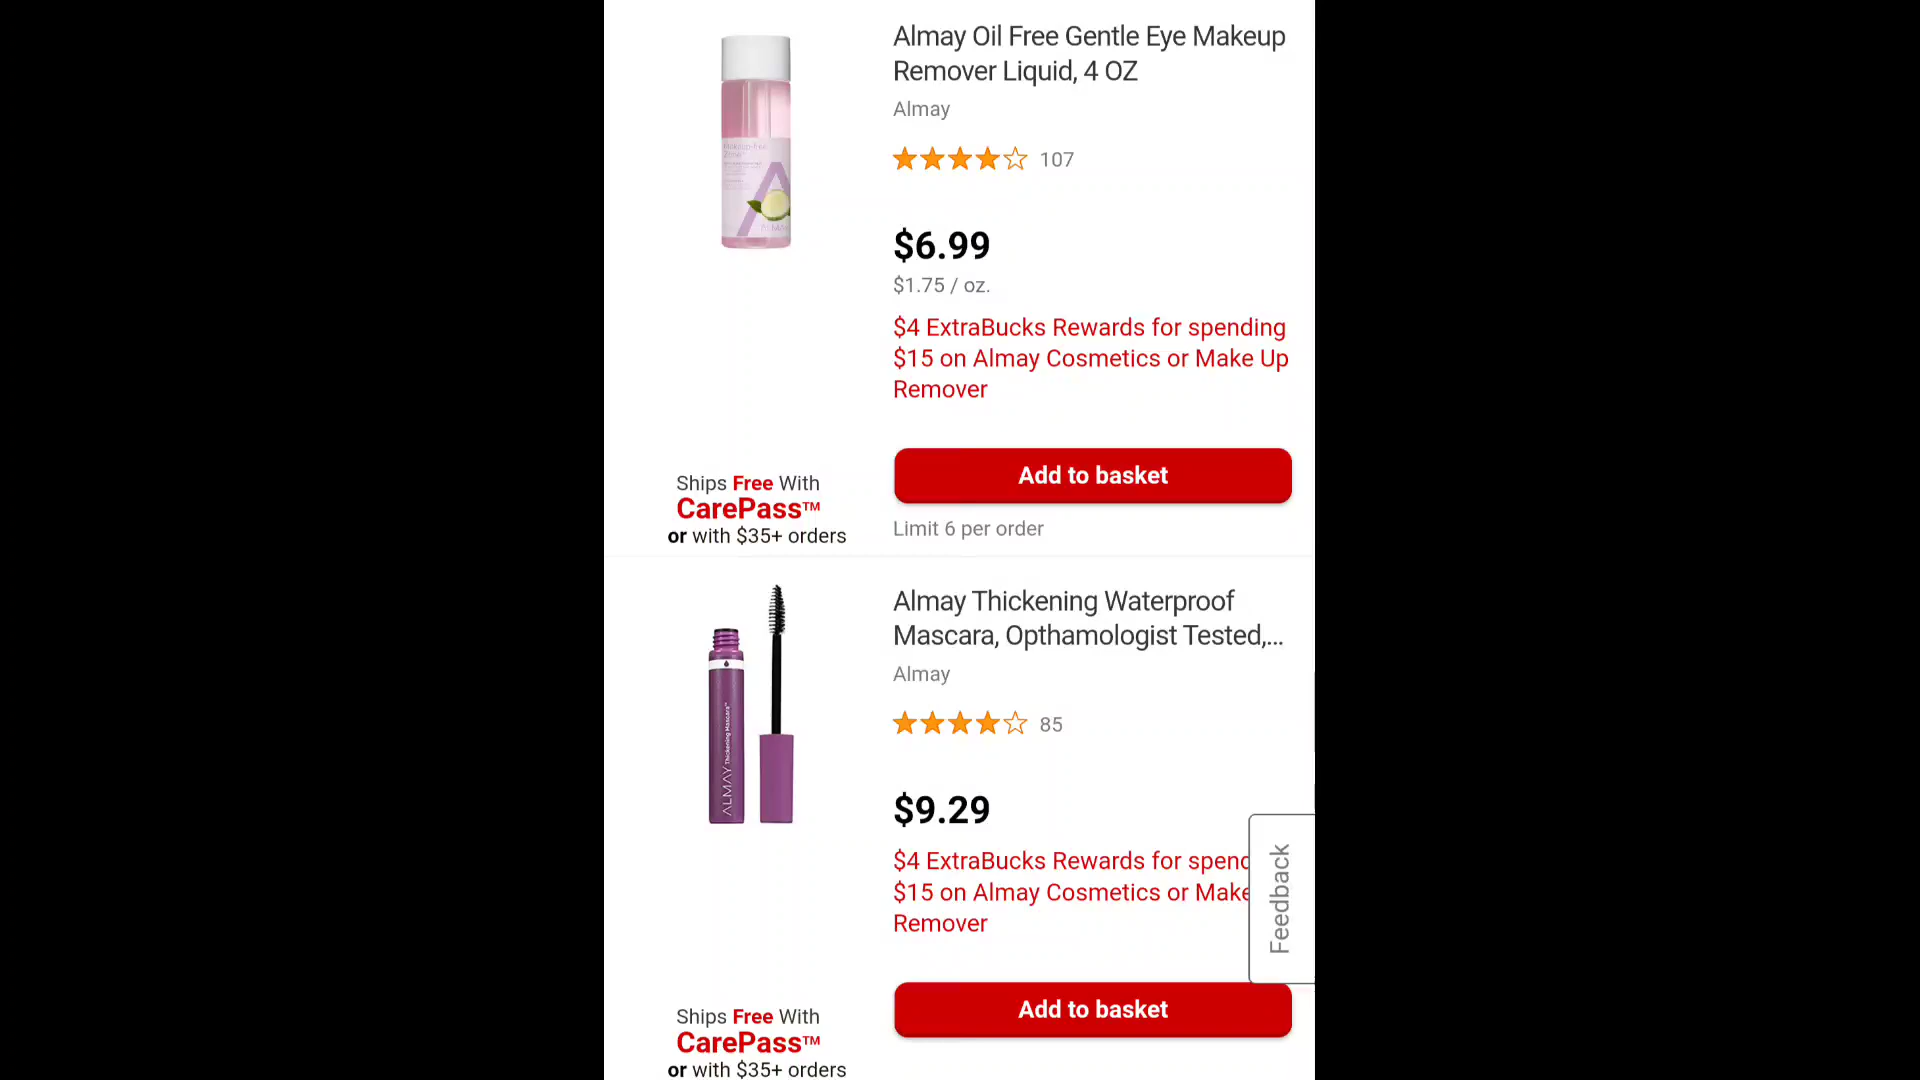 Almay Oil Free Gentle Eye Makeup
Remover Liquid, 4 OZ
Almay
107
$6.99
$1.75 / oz.
$4 ExtraBucks Rewards for spending
$15 on Almay Cosmetics or Make Up
Remover
Add to basket
Limit 6 per order
Ships Free With
CarePass™
or with $35+ orders
Almay Thickening Waterproof
Mascara, Opthamologist Tested,...
Almay
85
$9.29
$4 ExtraBucks Rewards for spend
$15 on Almay Cosmetics or Make
Remover
Add to basket
Ships Free With
CarePass™
or with $35+ orders
Feedback
ALMAY Thickening Mascara™